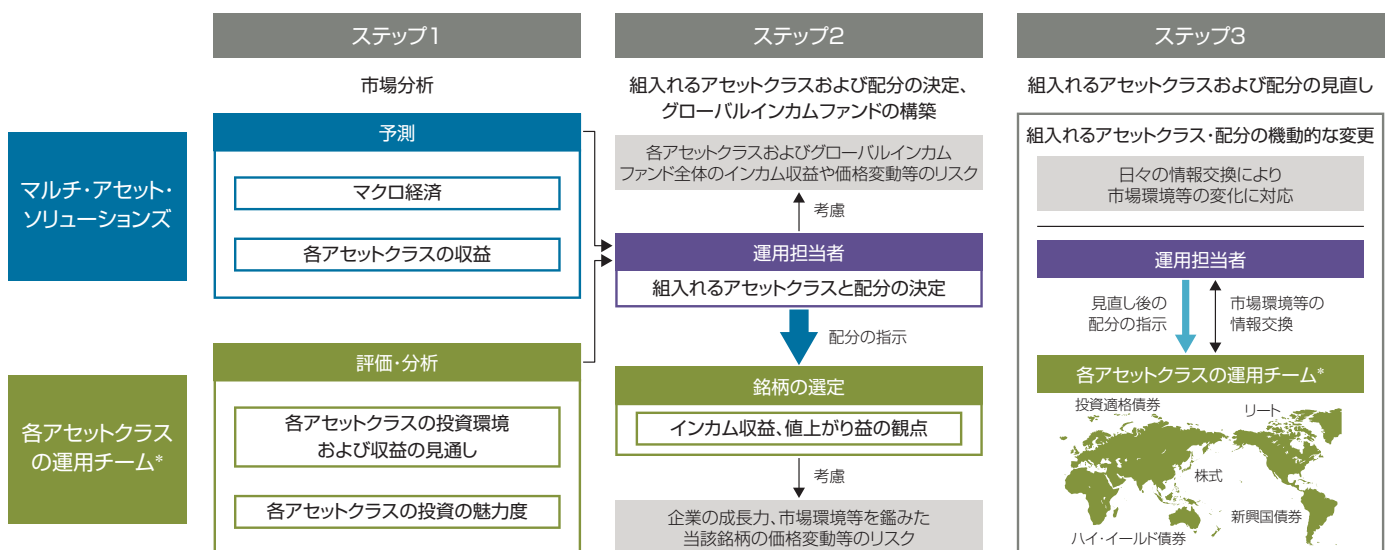 ステップ1
市場分析
マルチ・アセット・
ソリューションズ
予測
マクロ経済
各アセットクラスの収益
各アセットクラス
の運用チーム*
評価・分析
各アセットクラスの投資環境
および収益の見通し
各アセットクラスの投資の魅力度
ステップ2
組入れるアセットクラスおよび配分の決定、
グローバルインカムファンドの構築
各アセットクラスおよびグローバルインカム
ファンド全体のインカム収益や価格変動等のリスク
考慮
運用担当者
組入れるアセットクラスと配分の決定
配分の指示
銘柄の選定
インカム収益、値上がり益の観点
考慮
企業の成長力、市場環境等を鑑みた
当該銘柄の価格変動等のリスク
ステップ3
組入れるアセットクラスおよび配分の見直し
組入れるアセットクラス・配分の機動的な変更
日々の情報交換により
市場環境等の変化に対応
運用担当者
見直し後の
配分の指示
市場環境等の
情報交換
各アセットクラスの運用チーム*
投資適格債券
リート
株式
新興国債券
ハイ・イールド債券